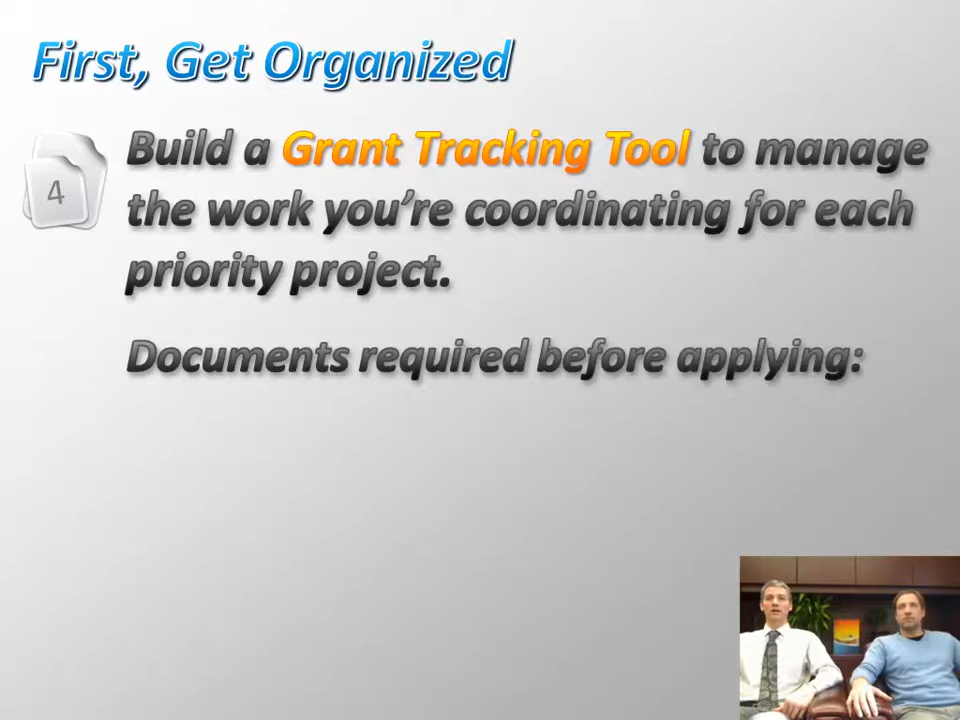 First, Get Organized
4
Build a Grant Tracking Tool to manage
the work you’re coordinating for each
priority project.
Documents required before applying: